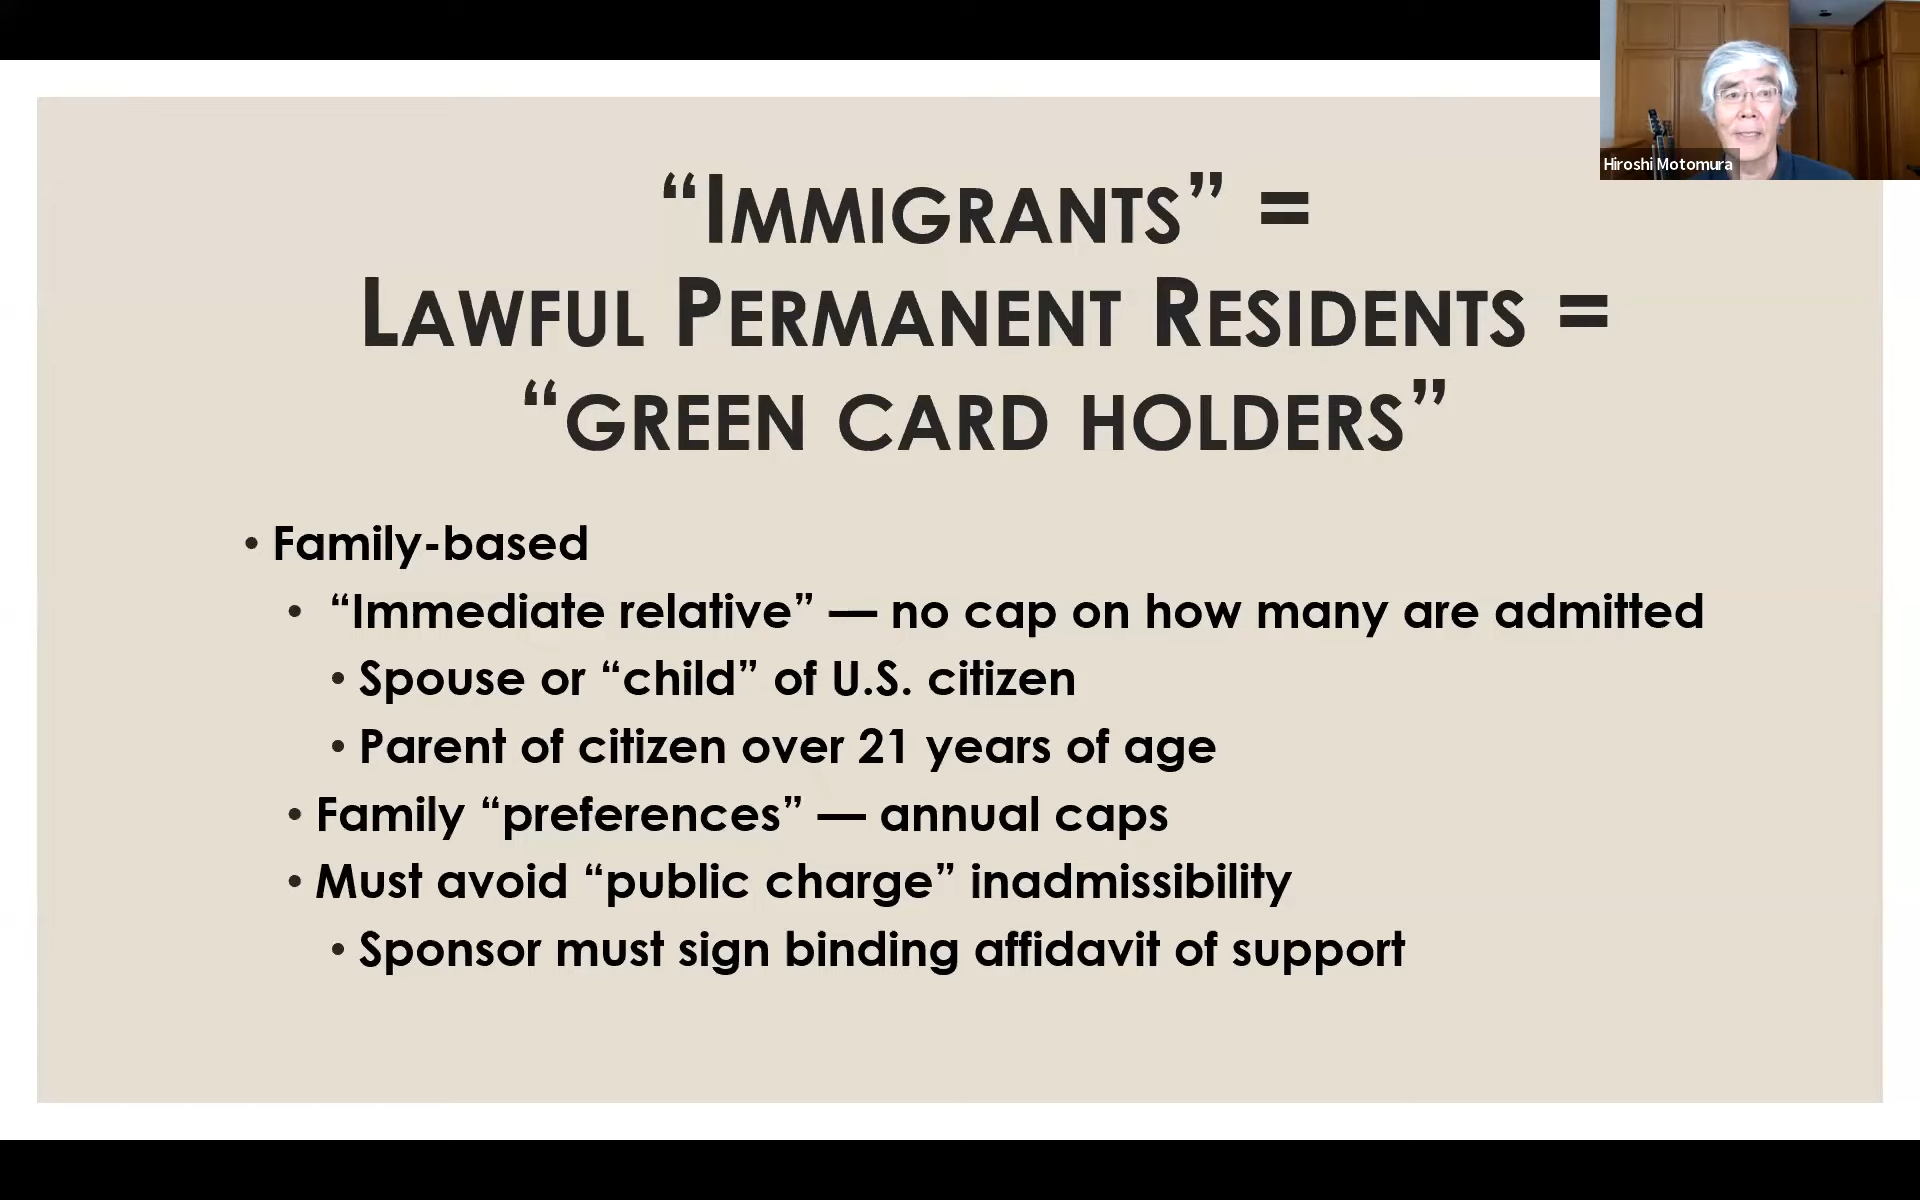 Hiroshi Motomura
“IMMIGRANTS” =
LAWFUL PERMANENT RESIDENTS =
“GREEN CARD HOLDERS”
• Family-based
• “Immediate relative” — no cap on how many are admitted
• Spouse or “child” of U.S. citizen
• Parent of citizen over 21 years of age
• Family “preferences” — annual caps
• Must avoid “public charge” inadmissibility
• Sponsor must sign binding affidavit of support